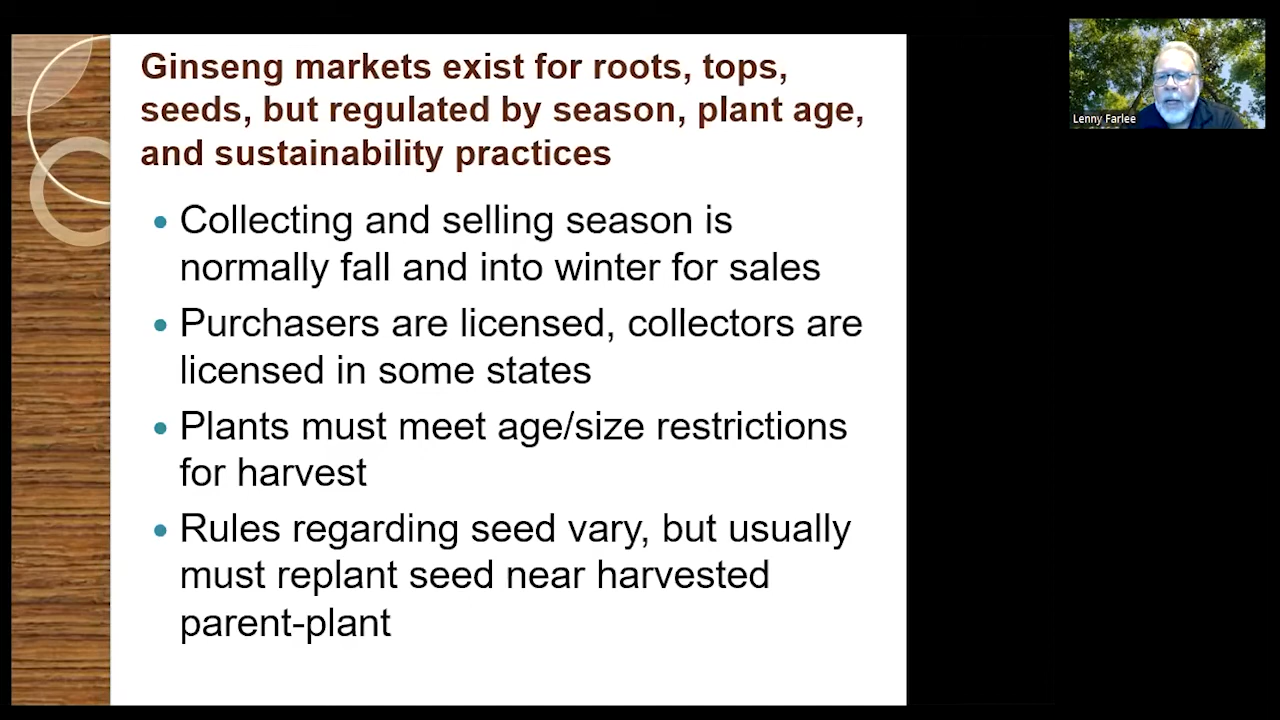 Ginseng markets exist for roots, tops,
seeds, but regulated by season, plant age,
and sustainability practices
• Collecting and selling season is
normally fall and into winter for sales
• Purchasers are licensed, collectors are
licensed in some states
• Plants must meet age/size restrictions
for harvest
• Rules regarding seed vary, but usually
must replant seed near harvested
parent-plant
Lenny Farlee